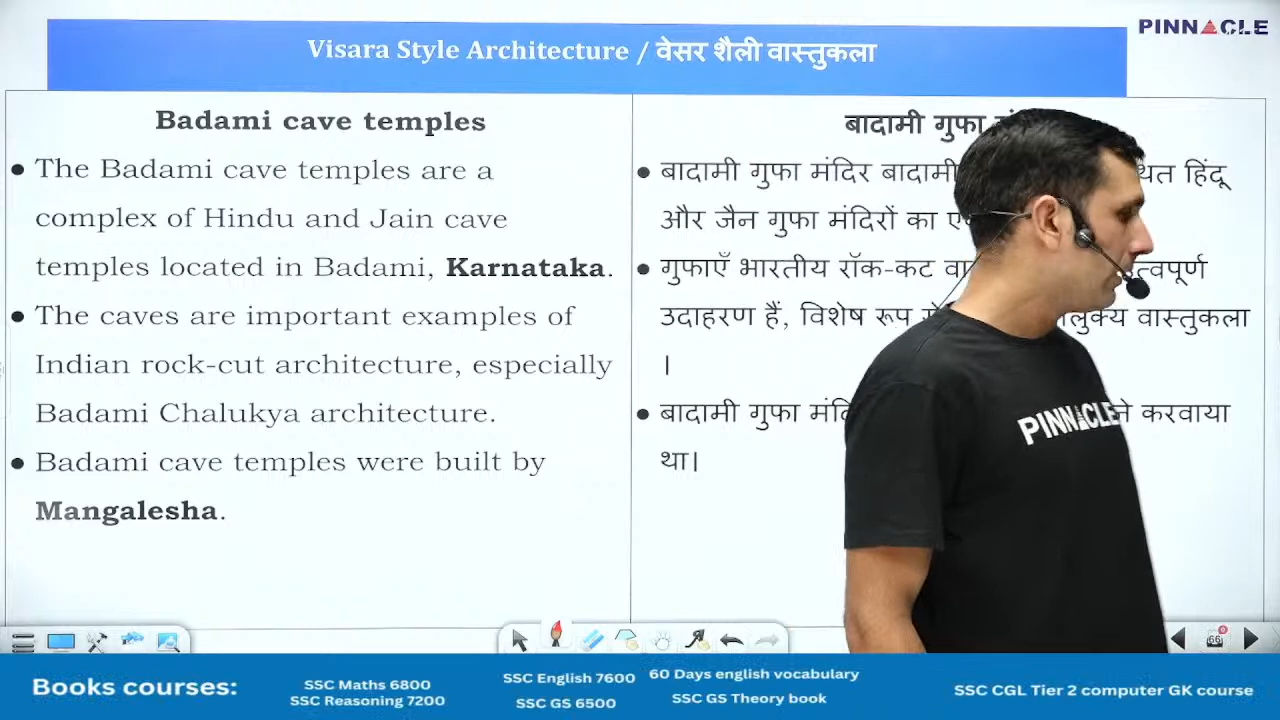 PINNACLE
Visara Style Architecture / वेसर शैली वास्तुकला
Badami cave temples
● The Badami cave temples are a
complex of Hindu and Jain cave
temples located in Badami, Karnataka.
● The caves are important examples of
Indian rock-cut architecture, especially
Badami Chalukya architecture.
● Badami cave temples were built by
Mangalesha.
बादामी गुफा
● बादामी गुफा मंदिर बादामी हिंदू
और जैन गुफा मंदिरों का
● गुफाएँ भारतीय रॉक-कट
उदाहरण हैं, विशेष रूप वास्तुकला
।
● बादामी गुफा करवाया
था।
PINNACLE
66
Books courses:
SSC Maths 6800
SSC Reasoning 7200
SSC English 7600
SSC GS 6500
60 Days english vocabulary
SSC GS Theory book
SSC CGL Tier 2 computer GK course